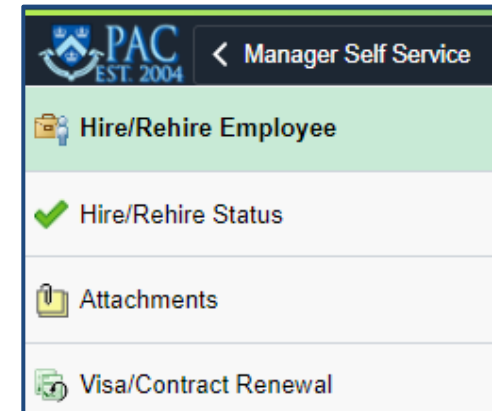 PAC
EST. 2004
Manager Self Service
Hire/Rehire Employee
Hire/Rehire Status
Attachments
Visa/Contract Renewal